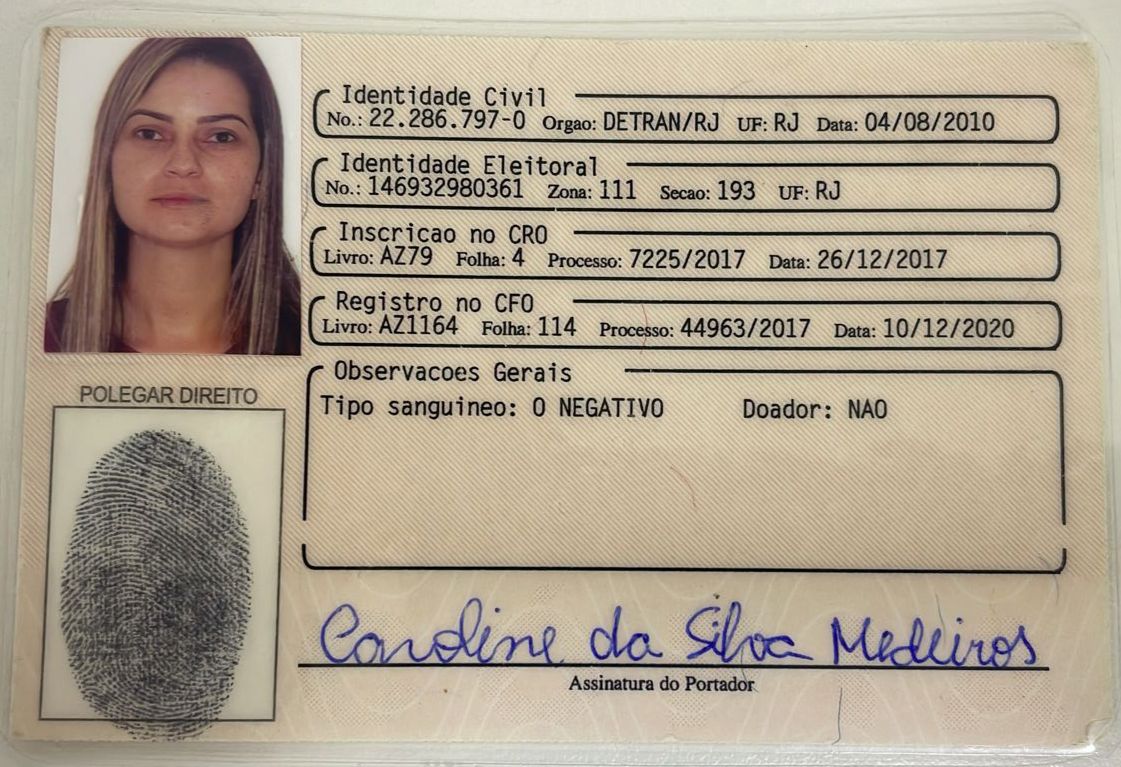 Identidade Civil
No.: 22.286.797-0 Orgao: DETRAN/RJ UF: RJ Data: 04/08/2010
Identidade Eleitoral
No.: 146932980361 Zona: 111 Secao: 193 UF: RJ
Inscricao no CRO
Livro: AZ79 Folha: 4 Processo: 7225/2017 Data: 26/12/2017
Registro no CFO
Livro: AZ1164 Folha: 114 Processo: 44963/2017 Data: 10/12/2020
Observacoes Gerais
Tipo sanguineo: O NEGATIVO Doador: NAO
POLEGAR DIREITO
Caroline da Silva Medeiros
Assinatura do Portador